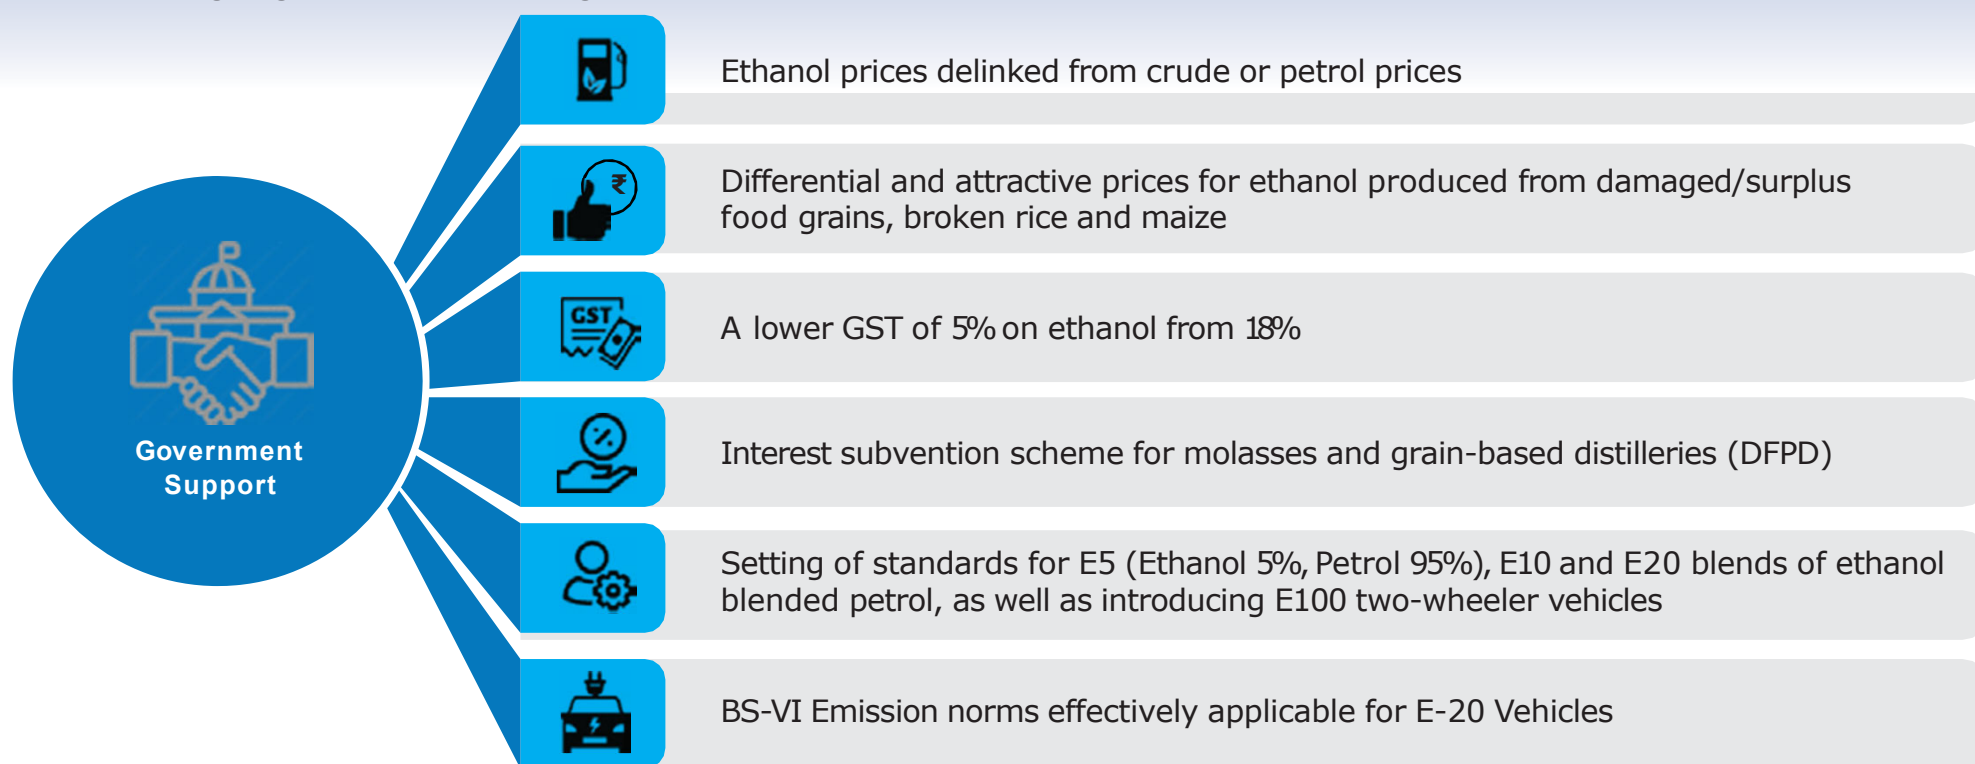 Ethanol prices delinked from crude or petrol prices
₹
Differential and attractive prices for ethanol produced from damaged/surplus
food grains, broken rice and maize
GST
A lower GST of 5% on ethanol from 18%
Government
Support
Interest subvention scheme for molasses and grain-based distilleries (DFPD)
Setting of standards for E5 (Ethanol 5%, Petrol 95%), E10 and E20 blends of ethanol
blended petrol, as well as introducing E100 two-wheeler vehicles
BS-VI Emission norms effectively applicable for E-20 Vehicles